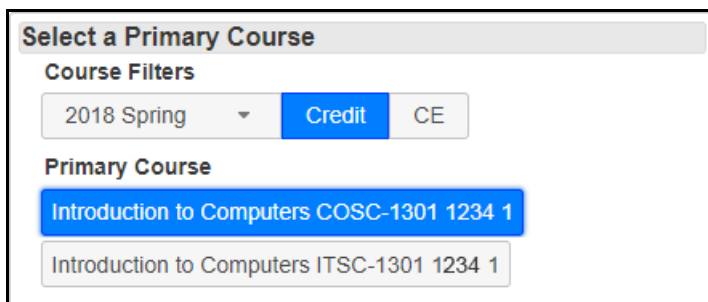 Select a Primary Course
Course Filters
2018 Spring Credit CE
Primary Course
Introduction to Computers COSC-1301 1234 1
Introduction to Computers ITSC-1301 1234 1